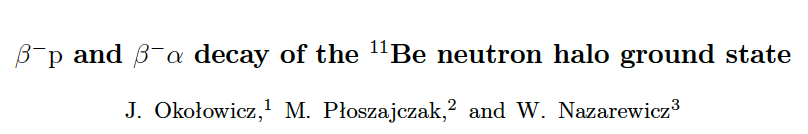 β⁻p and β⁻α decay of the ¹¹Be neutron halo ground state
J. Okołowicz,¹ M. Płoszajczak,² and W. Nazarewicz³